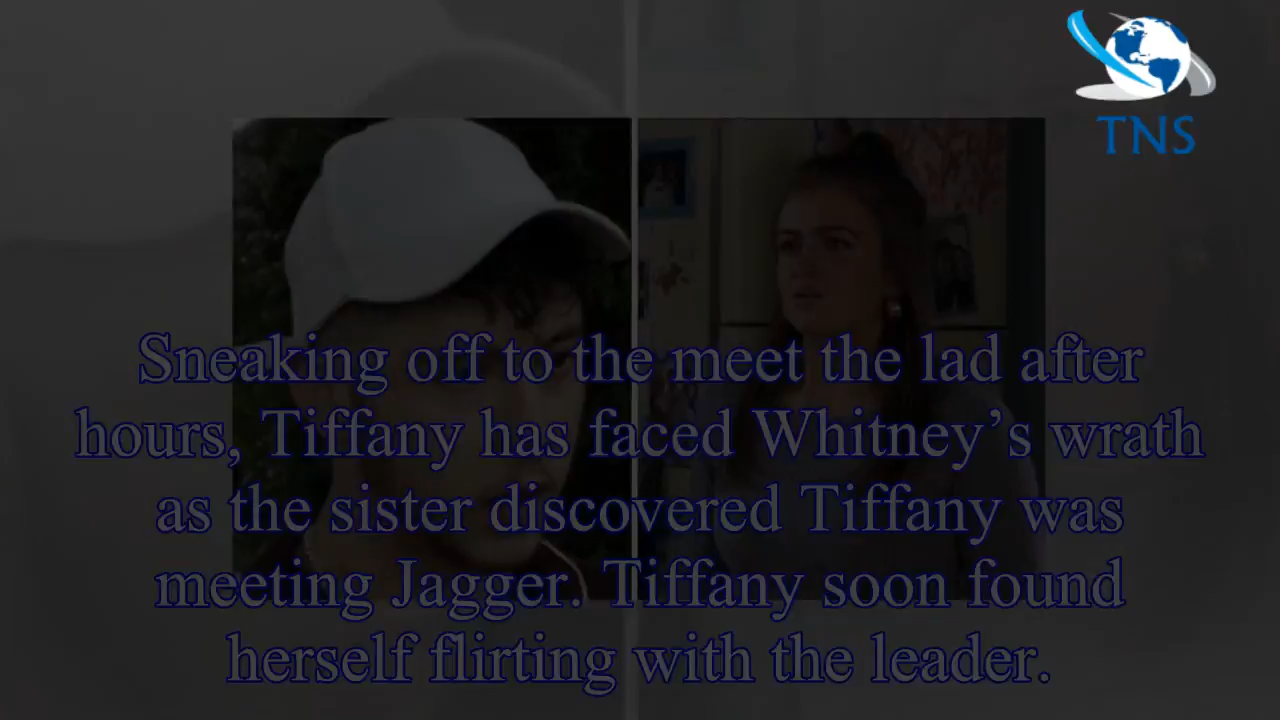 TNS
Sneaking off to the meet the lad after
hours, Tiffany has faced Whitney’s wrath
as the sister discovered Tiffany was
meeting Jagger. Tiffany soon found
herself flirting with the leader.